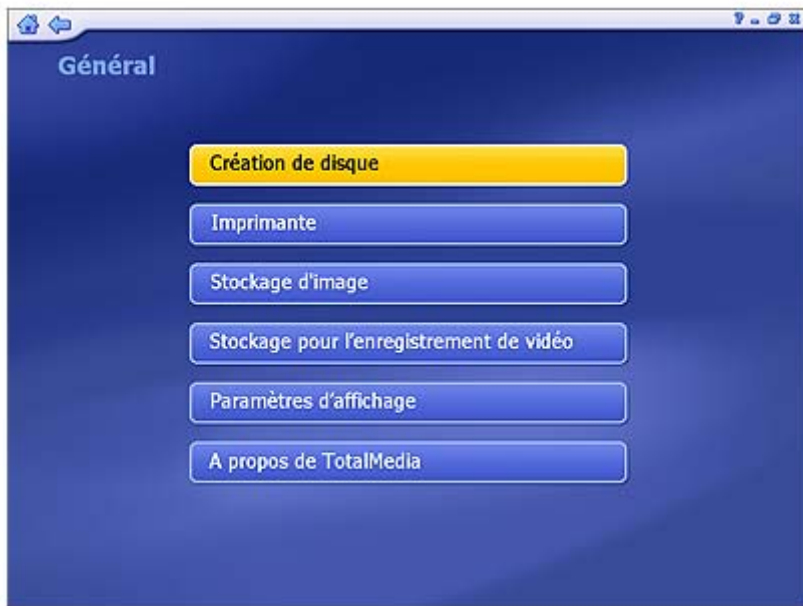 Général
Création de disque
Imprimante
Stockage d'image
Stockage pour l'enregistrement de vidéo
Paramètres d'affichage
A propos de TotalMedia